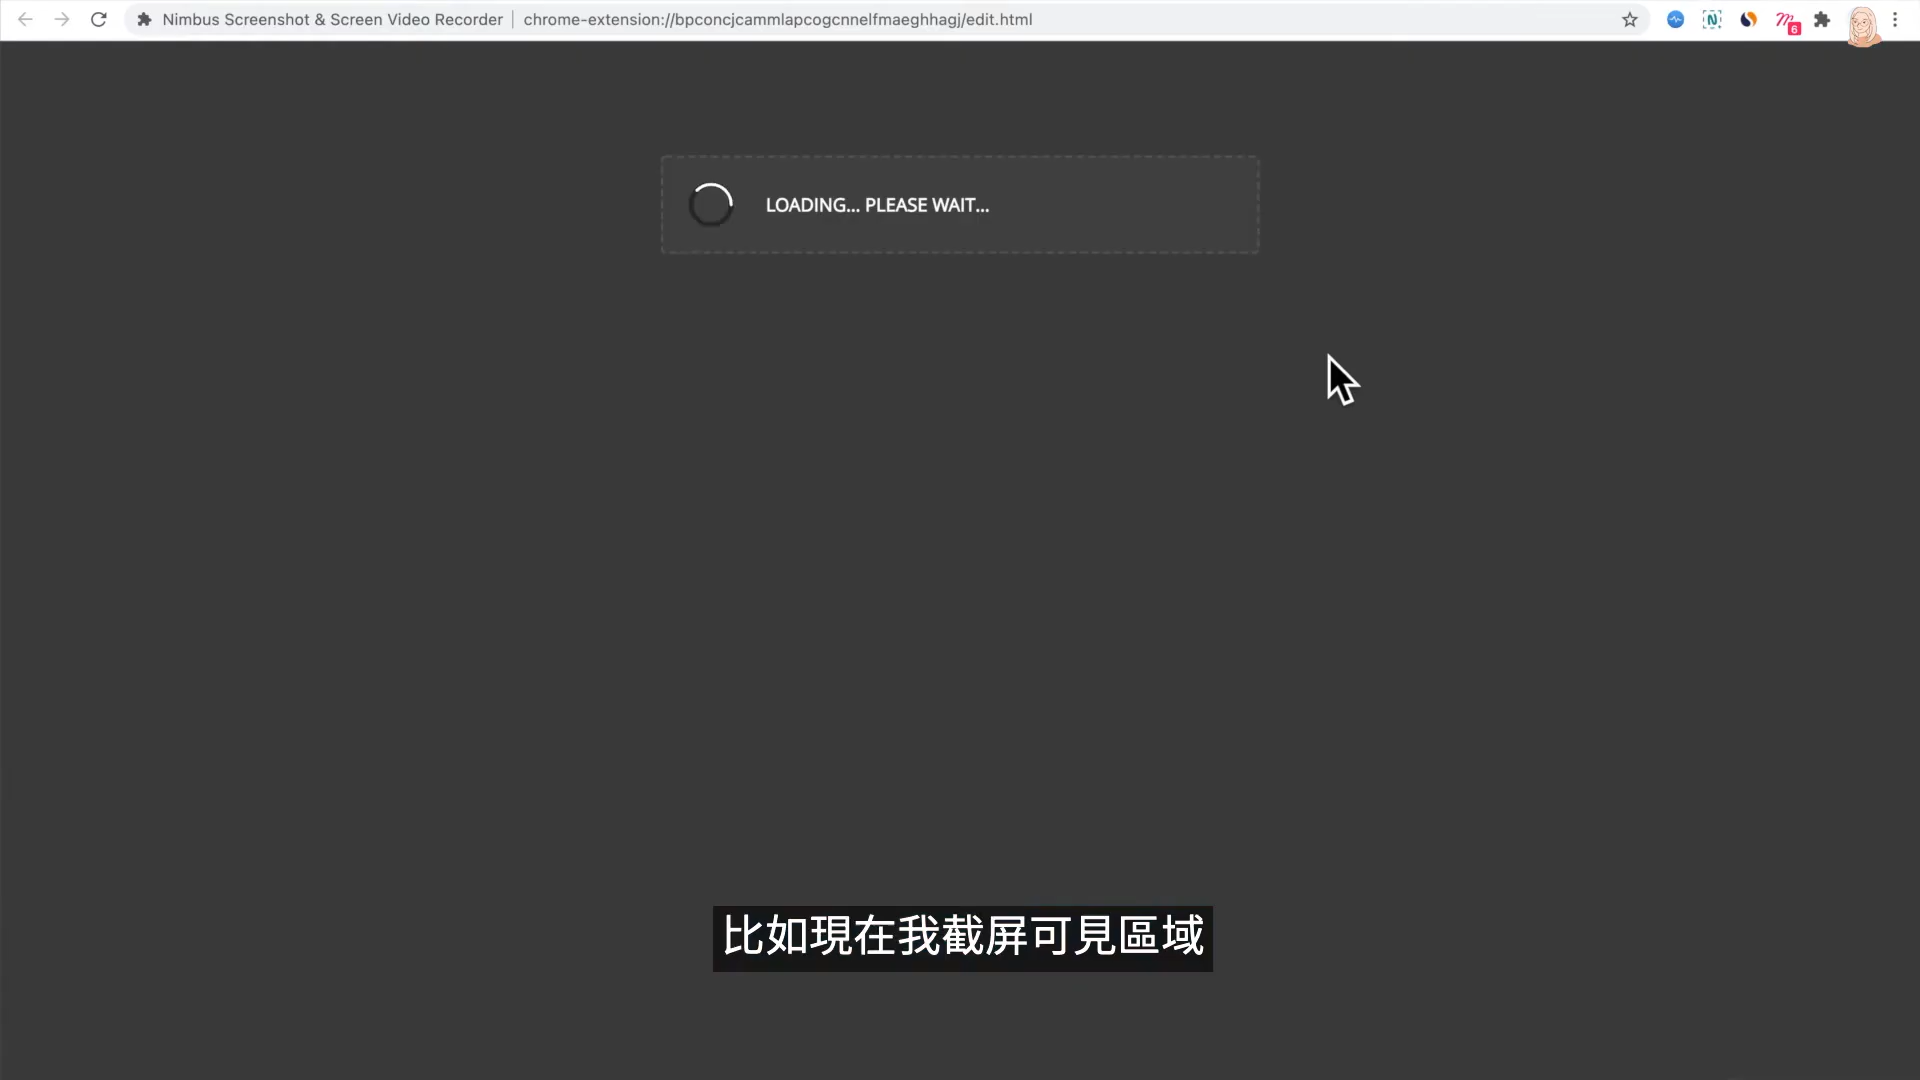 Nimbus Screenshot & Screen Video Recorder | chrome-extension://bpconcjcammlapcogcnnelfmaeghhagj/edit.html
N
6
LOADING... PLEASE WAIT...
比如現在我截屏可見區域